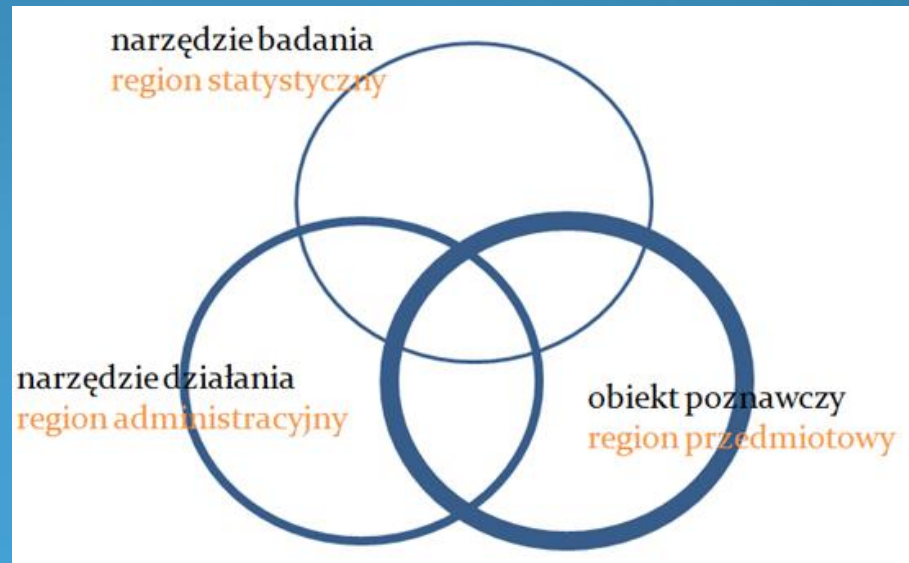 narzędzie badania
region statystyczny
narzędzie działania
region administracyjny
obiekt poznawczy
region przedmiotowy